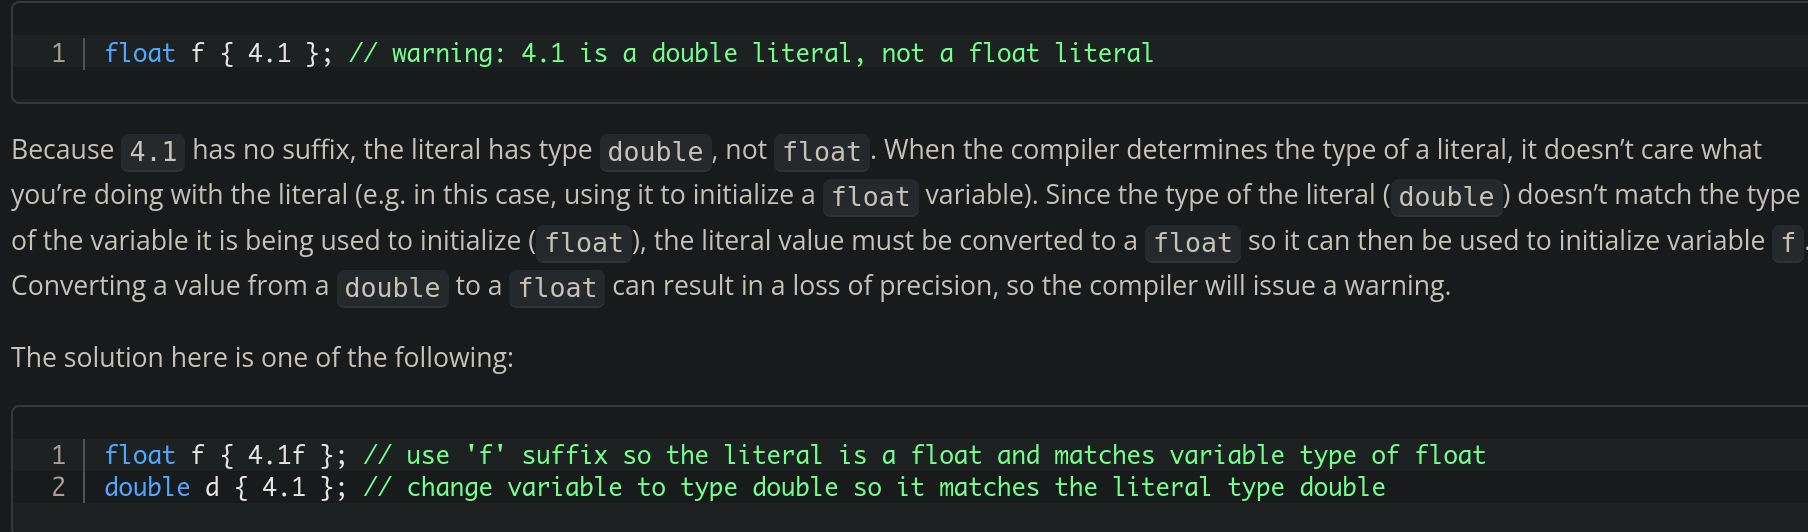 1 float f { 4.1 }; // warning: 4.1 is a double literal, not a float literal
Because 4.1 has no suffix, the literal has type double, not float. When the compiler determines the type of a literal, it doesn’t care what
you’re doing with the literal (e.g. in this case, using it to initialize a float variable). Since the type of the literal (double) doesn’t match the type
of the variable it is being used to initialize (float), the literal value must be converted to a float so it can then be used to initialize variable f.
Converting a value from a double to a float can result in a loss of precision, so the compiler will issue a warning.
The solution here is one of the following:
1 float f { 4.1f }; // use 'f' suffix so the literal is a float and matches variable type of float
2 double d { 4.1 }; // change variable to type double so it matches the literal type double